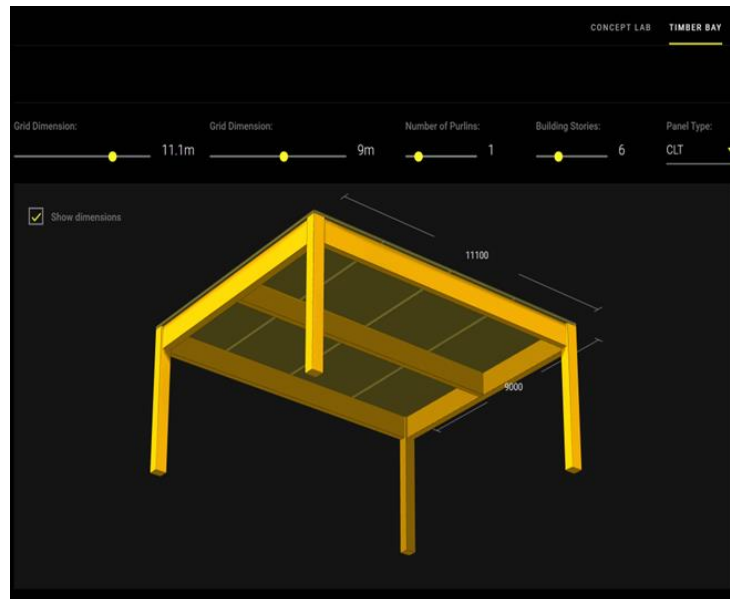 CONCEPT LAB TIMBER BAY
Grid Dimension: Grid Dimension: Number of Purlins: Building Stories: Panel Type:
11.1m 9m 1 6 CLT
Show dimensions
11100
9000